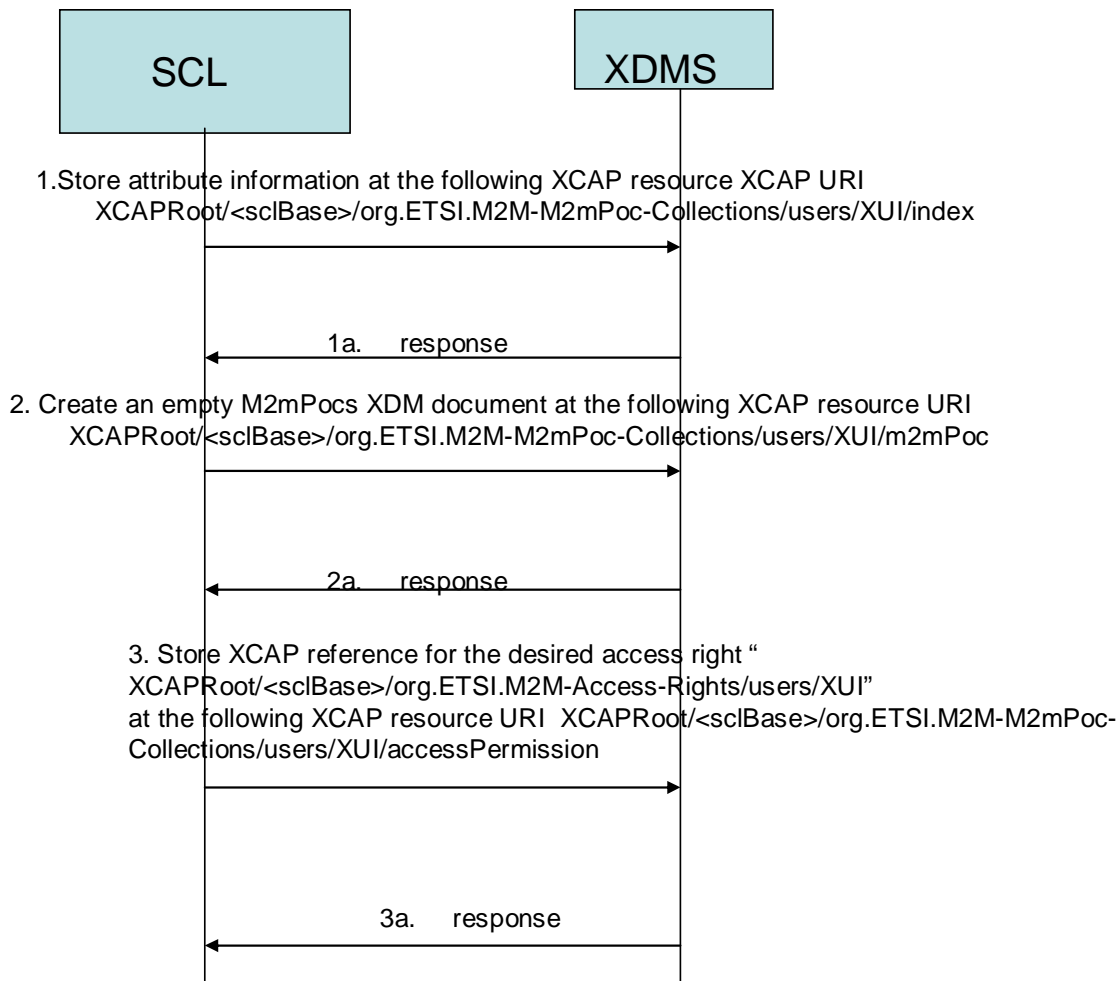 SCL
XDMS
1.Store attribute information at the following XCAP resource XCAP URI
XCAPRoot/<sclBase>/org.ETSI.M2M-M2mPoc-Collections/users/XUI/index
1a. response
2. Create an empty M2mPocs XDM document at the following XCAP resource URI
XCAPRoot/<sclBase>/org.ETSI.M2M-M2mPoc-Collections/users/XUI/m2mPoc
2a. response
3. Store XCAP reference for the desired access right “
XCAPRoot/<sclBase>/org.ETSI.M2M-Access-Rights/users/XUI”
at the following XCAP resource URI XCAPRoot/<sclBase>/org.ETSI.M2M-M2mPoc-
Collections/users/XUI/accessPermission
3a. response